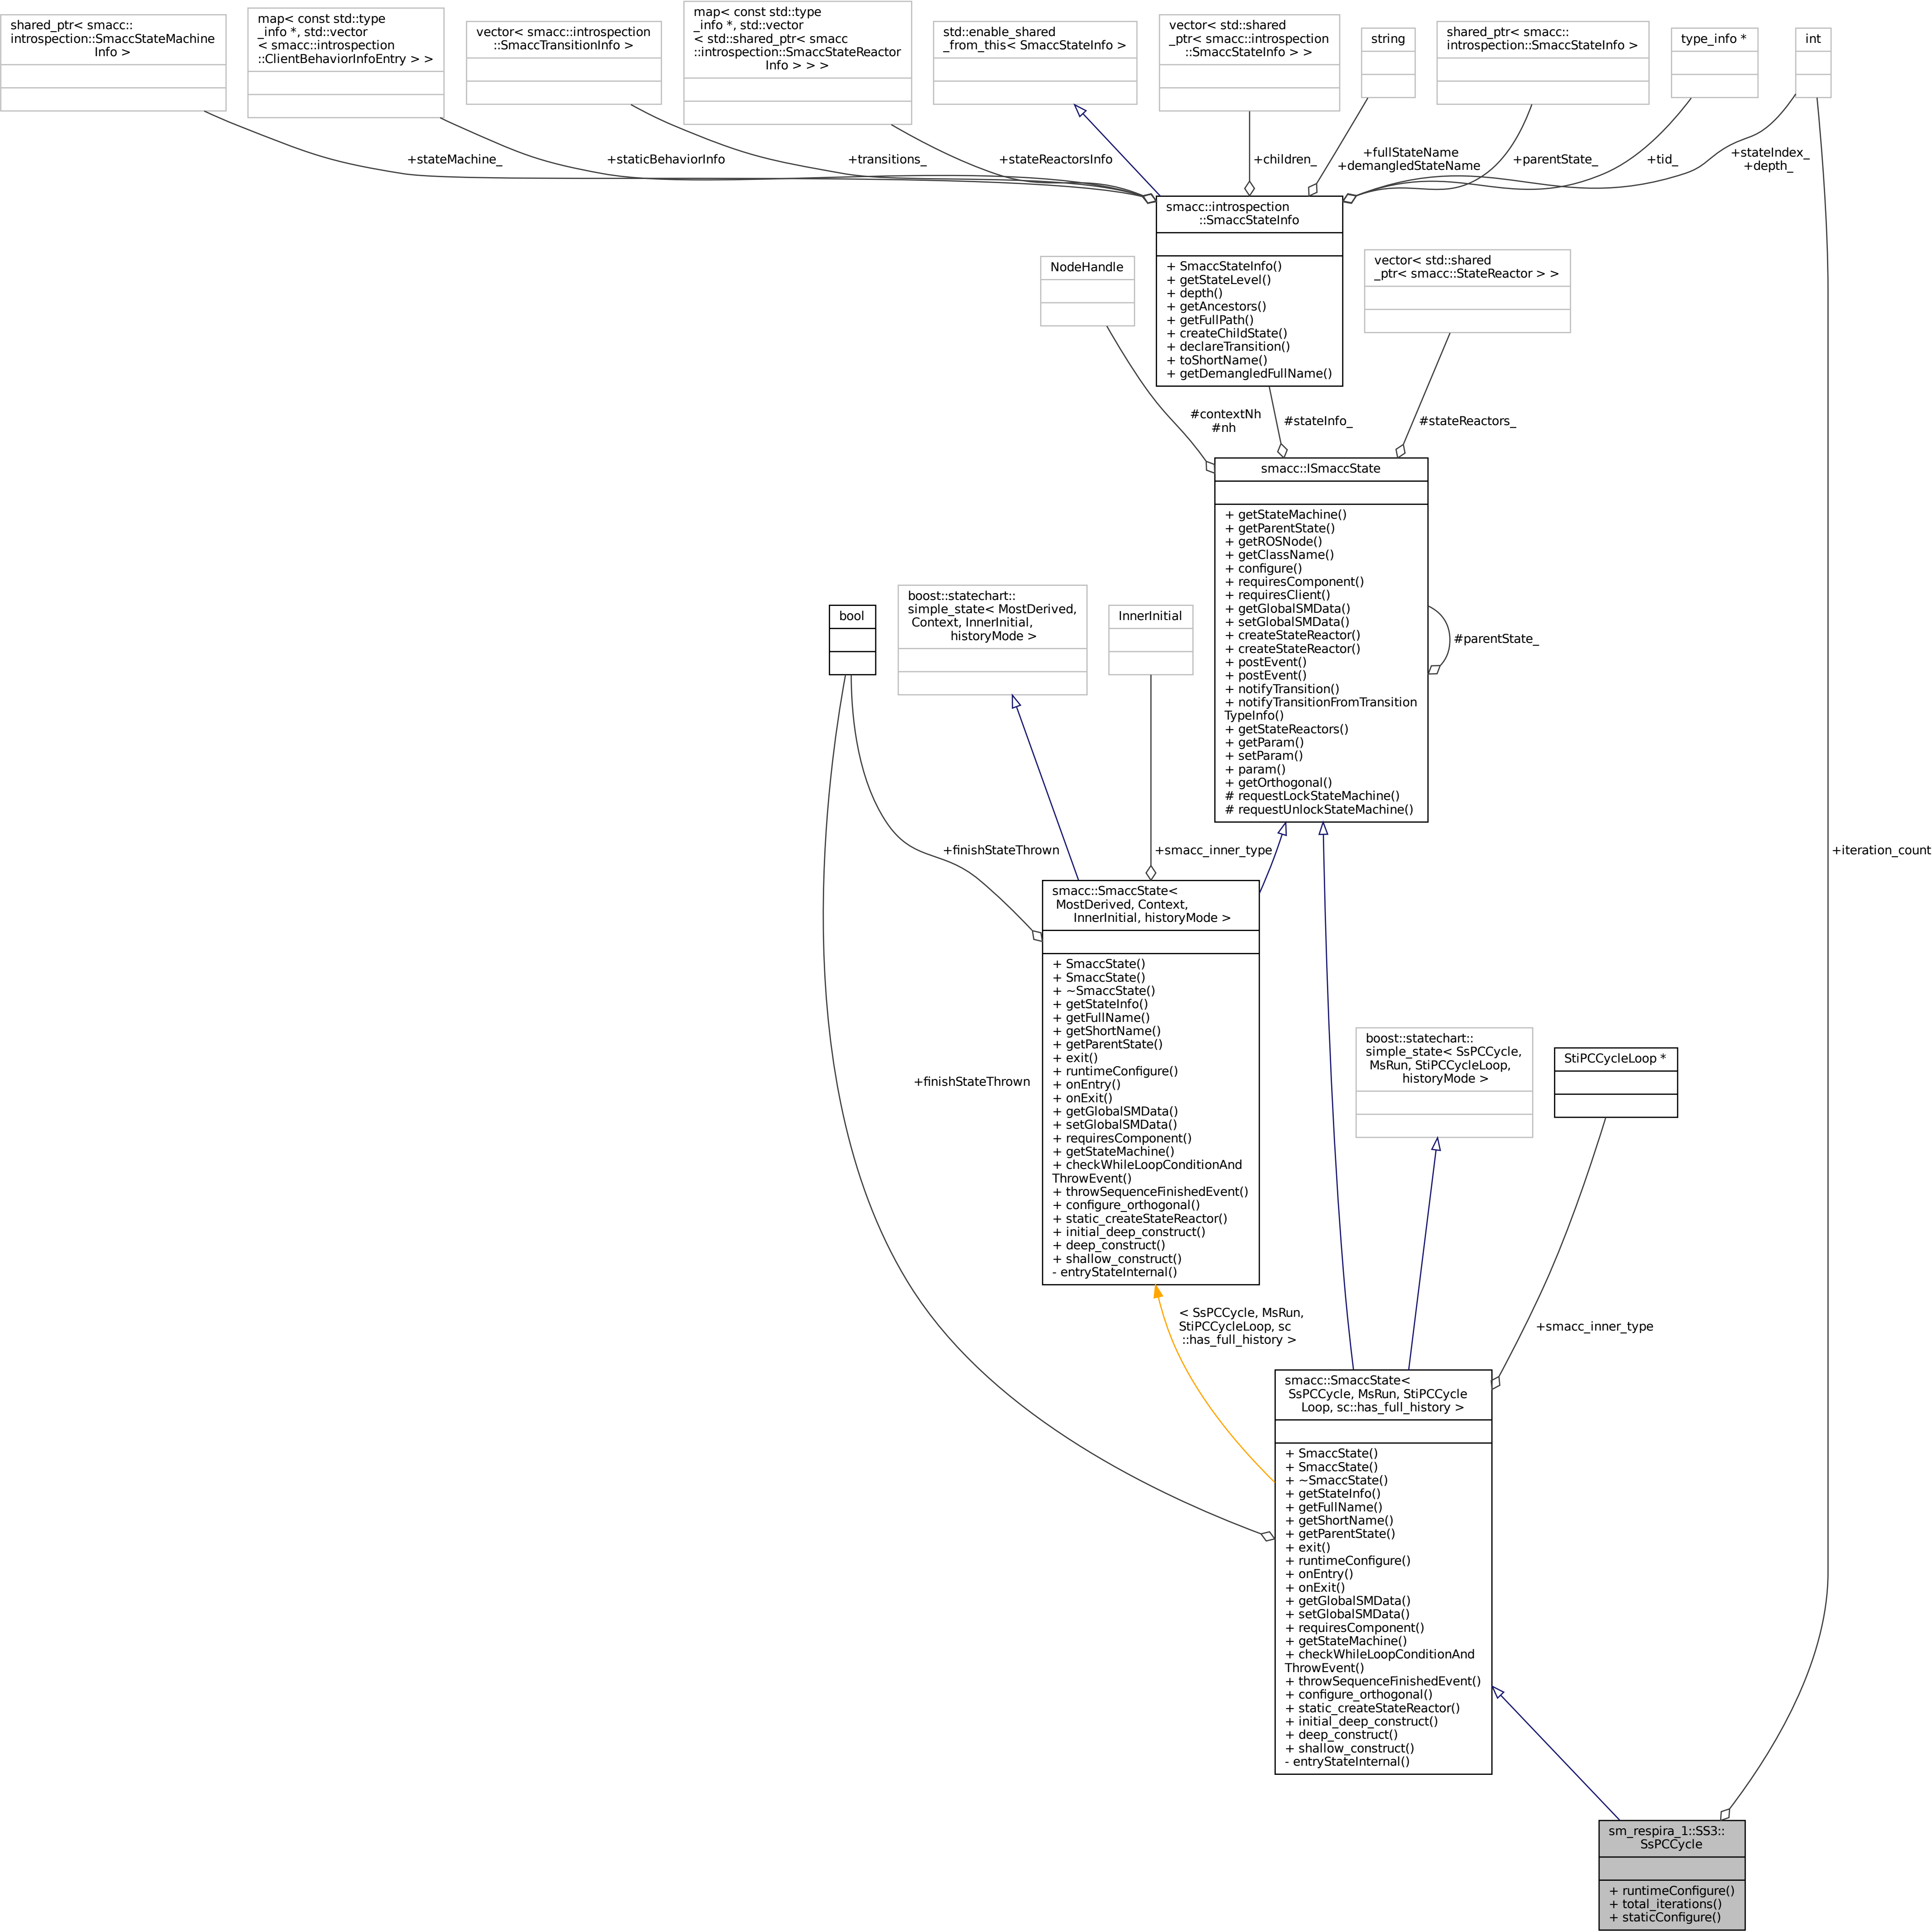 shared_ptr< smacc::
introspection::SmaccStateMachine
Info >
map< const std::type
_info *, std::vector
< smacc::introspection
::ClientBehaviorInfoEntry > >
vector< smacc::introspection
::SmaccTransitionInfo >
map< const std::type
_info *, std::vector
< std::shared_ptr< smacc
::introspection::SmaccStateReactor
Info > > >
std::enable_shared
_from_this< SmaccStateInfo >
vector< std::shared
_ptr< smacc::introspection
::SmaccStateInfo > >
string
shared_ptr< smacc::
introspection::SmaccStateInfo >
type_info *
int
+stateMachine_
+staticBehaviorInfo
+transitions_
+stateReactorsInfo
+children_
+fullStateName
+demangledStateName
+parentState_
+tid_
+stateIndex_
+depth_
smacc::introspection
::SmaccStateInfo
+ SmaccStateInfo()
+ getStateLevel()
+ depth()
+ getAncestors()
+ getFullPath()
+ createChildState()
+ declareTransition()
+ toShortName()
+ getDemangledFullName()
NodeHandle
vector< std::shared
_ptr< smacc::StateReactor > >
#contextNh
#nh
#stateInfo_
#stateReactors_
smacc::ISmaccState
+ getStateMachine()
+ getParentState()
+ getROSNode()
+ getClassName()
+ configure()
+ requiresComponent()
+ requiresClient()
+ getGlobalSMData()
+ setGlobalSMData()
+ createStateReactor()
+ createStateReactor()
+ postEvent()
+ postEvent()
+ notifyTransition()
+ notifyTransitionFromTransition
TypeInfo()
+ getStateReactors()
+ getParam()
+ setParam()
+ param()
+ getOrthogonal()
# requestLockStateMachine()
# requestUnlockStateMachine()
#parentState_
bool
boost::statechart::
simple_state< MostDerived,
Context, InnerInitial,
historyMode >
InnerInitial
+finishStateThrown
+smacc_inner_type
+iteration_count
smacc::SmaccState<
MostDerived, Context,
InnerInitial, historyMode >
+ SmaccState()
+ SmaccState()
+ ~SmaccState()
+ getStateInfo()
+ getFullName()
+ getShortName()
+ getParentState()
+ exit()
+ runtimeConfigure()
+ onEntry()
+ onExit()
+ getGlobalSMData()
+ setGlobalSMData()
+ requiresComponent()
+ getStateMachine()
+ checkWhileLoopConditionAnd
ThrowEvent()
+ throwSequenceFinishedEvent()
+ configure_orthogonal()
+ static_createStateReactor()
+ initial_deep_construct()
+ deep_construct()
+ shallow_construct()
- entryStateInternal()
+finishStateThrown
boost::statechart::
simple_state< SsPCCycle,
MsRun, StiPCCycleLoop,
historyMode >
StiPCCycleLoop *
< SsPCCycle, MsRun,
StiPCCycleLoop, sc
::has_full_history >
+smacc_inner_type
smacc::SmaccState<
SsPCCycle, MsRun, StiPCCycle
Loop, sc::has_full_history >
+ SmaccState()
+ SmaccState()
+ ~SmaccState()
+ getStateInfo()
+ getFullName()
+ getShortName()
+ getParentState()
+ exit()
+ runtimeConfigure()
+ onEntry()
+ onExit()
+ getGlobalSMData()
+ setGlobalSMData()
+ requiresComponent()
+ getStateMachine()
+ checkWhileLoopConditionAnd
ThrowEvent()
+ throwSequenceFinishedEvent()
+ configure_orthogonal()
+ static_createStateReactor()
+ initial_deep_construct()
+ deep_construct()
+ shallow_construct()
- entryStateInternal()
sm_respira_1::SS3::
SsPCCycle
+ runtimeConfigure()
+ total_iterations()
+ staticConfigure()